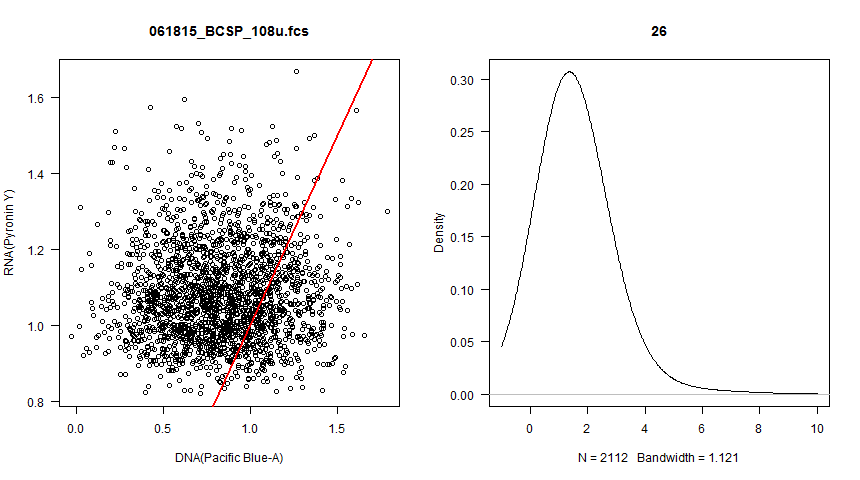 061815_BCSP_108u.fcs
RNA(Pyronin Y)
1.6
1.4
1.2
1.0
0.8
0.0 0.5 1.0 1.5
DNA(Pacific Blue-A)
26
Density
0.30
0.25
0.20
0.15
0.10
0.05
0.00
0 2 4 6 8 10
N = 2112 Bandwidth = 1.121